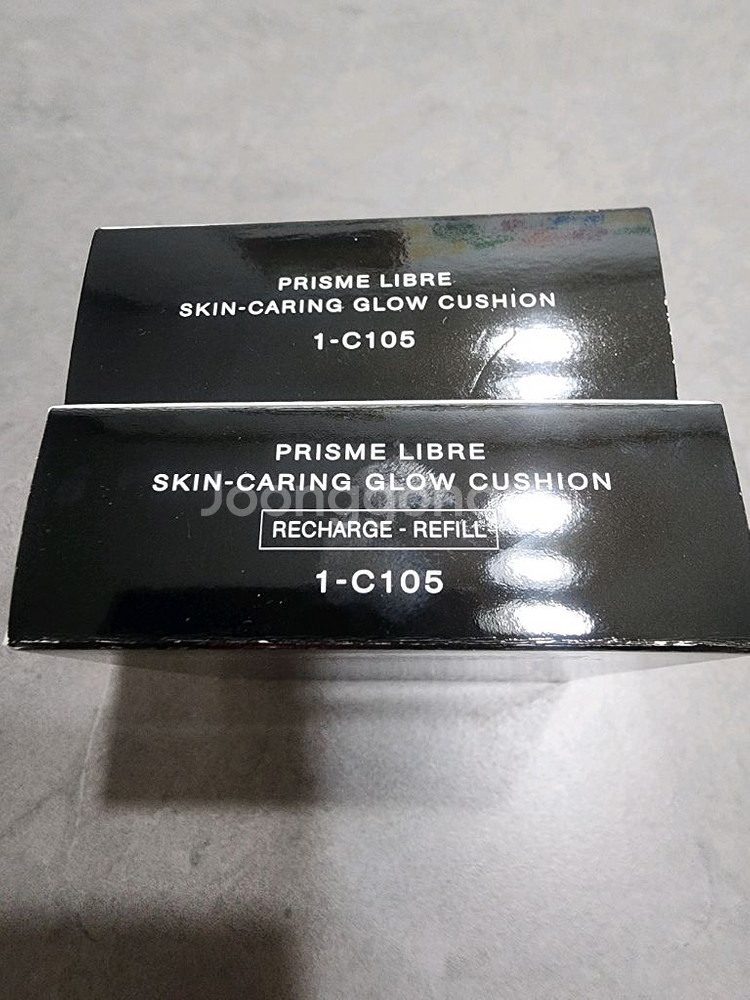 PRISME LIBRE
SKIN-CARING GLOW CUSHION
1-C105
PRISME LIBRE
SKIN-CARING GLOW CUSHION
RECHARGE - REFILL
1-C105